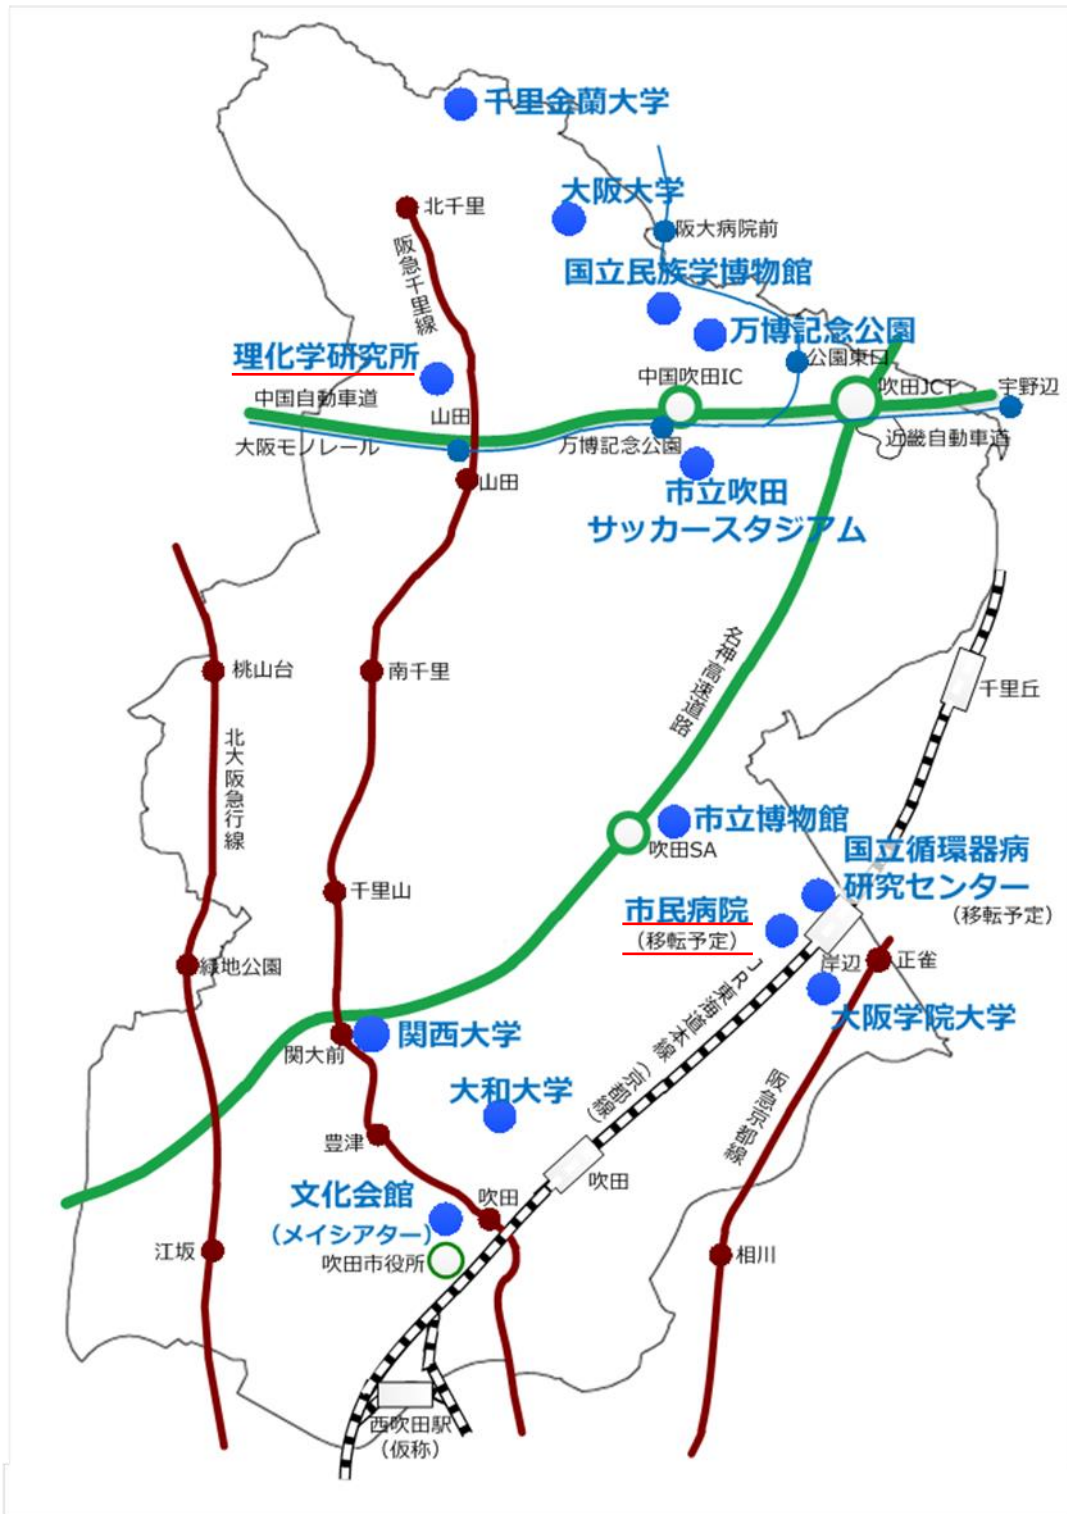 千里金蘭大学
大阪大学
北千里
阪大病院前
阪急千里線
国立民族学博物館
万博記念公園
理化学研究所
公園東口
中国吹田IC
吹田JCT
宇野辺
中国自動車道
山田
大阪モノレール
万博記念公園
近畿自動車道
山田
市立吹田
サッカースタジアム
名神高速道路
桃山台
南千里
千里丘
北大阪急行線
市立博物館
吹田SA
国立循環器病
研究センター
(移転予定)
千里山
市民病院
(移転予定)
緑地公園
岸辺
正雀
JR東海道本線(京都線)
大阪学院大学
関西大学
関大前
大和大学
阪急京都線
豊津
吹田
文化会館
(メイシアター)
吹田
吹田市役所
江坂
相川
西吹田駅
(仮称)